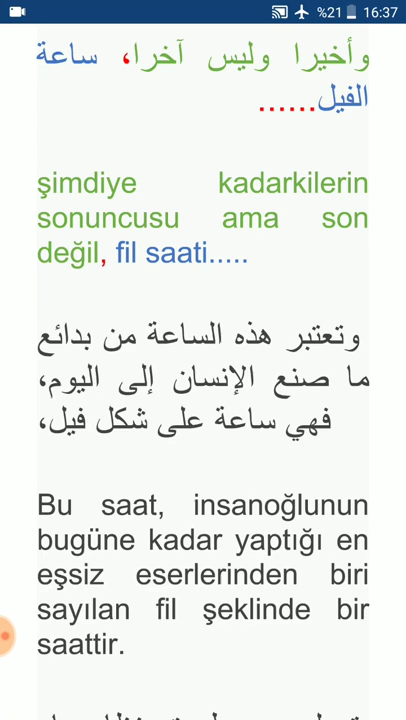 %21 16:37
وأخيرا وليس آخرا، ساعة
الفيل......
şimdiye kadarkilerin
sonuncusu ama son
değil, fil saati.....
وتعتبر هذه الساعة من بدائع
ما صنع الإنسان إلى اليوم،
فهي ساعة على شكل فيل،
Bu saat, insanoğlunun
bugüne kadar yaptığı en
eşsiz eserlerinden biri
sayılan fil şeklinde bir
saattir.